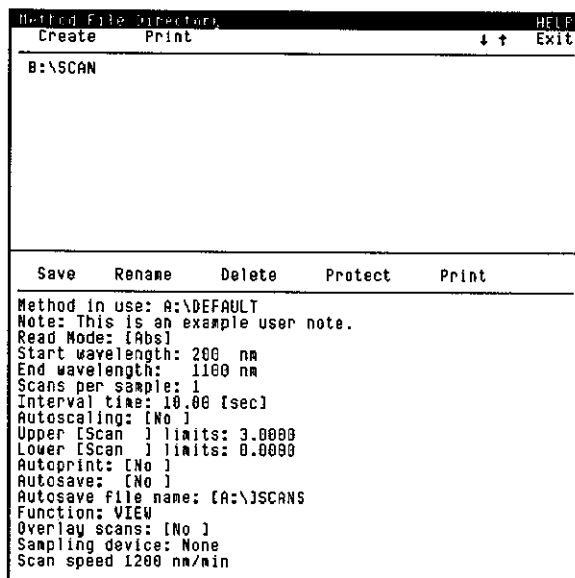 Method File Directory HELP
Create Print ↓ ↑ Exit
B:\SCAN
Save Rename Delete Protect Print
Method in use: A:\DEFAULT
Note: This is an example user note.
Read Mode: [Abs]
Start wavelength: 200 nm
End wavelength: 1100 nm
Scans per sample: 1
Interval time: 10.00 [sec]
Autoscaling: [No ]
Upper [Scan ] limits: 3.0000
Lower [Scan ] limits: 0.0000
Autoprint: [No ]
Autosave: [No ]
Autosave file name: [A:\]SCANS
Function: VIEW
Overlay scans: [No ]
Sampling device: None
Scan speed 1200 nm/min